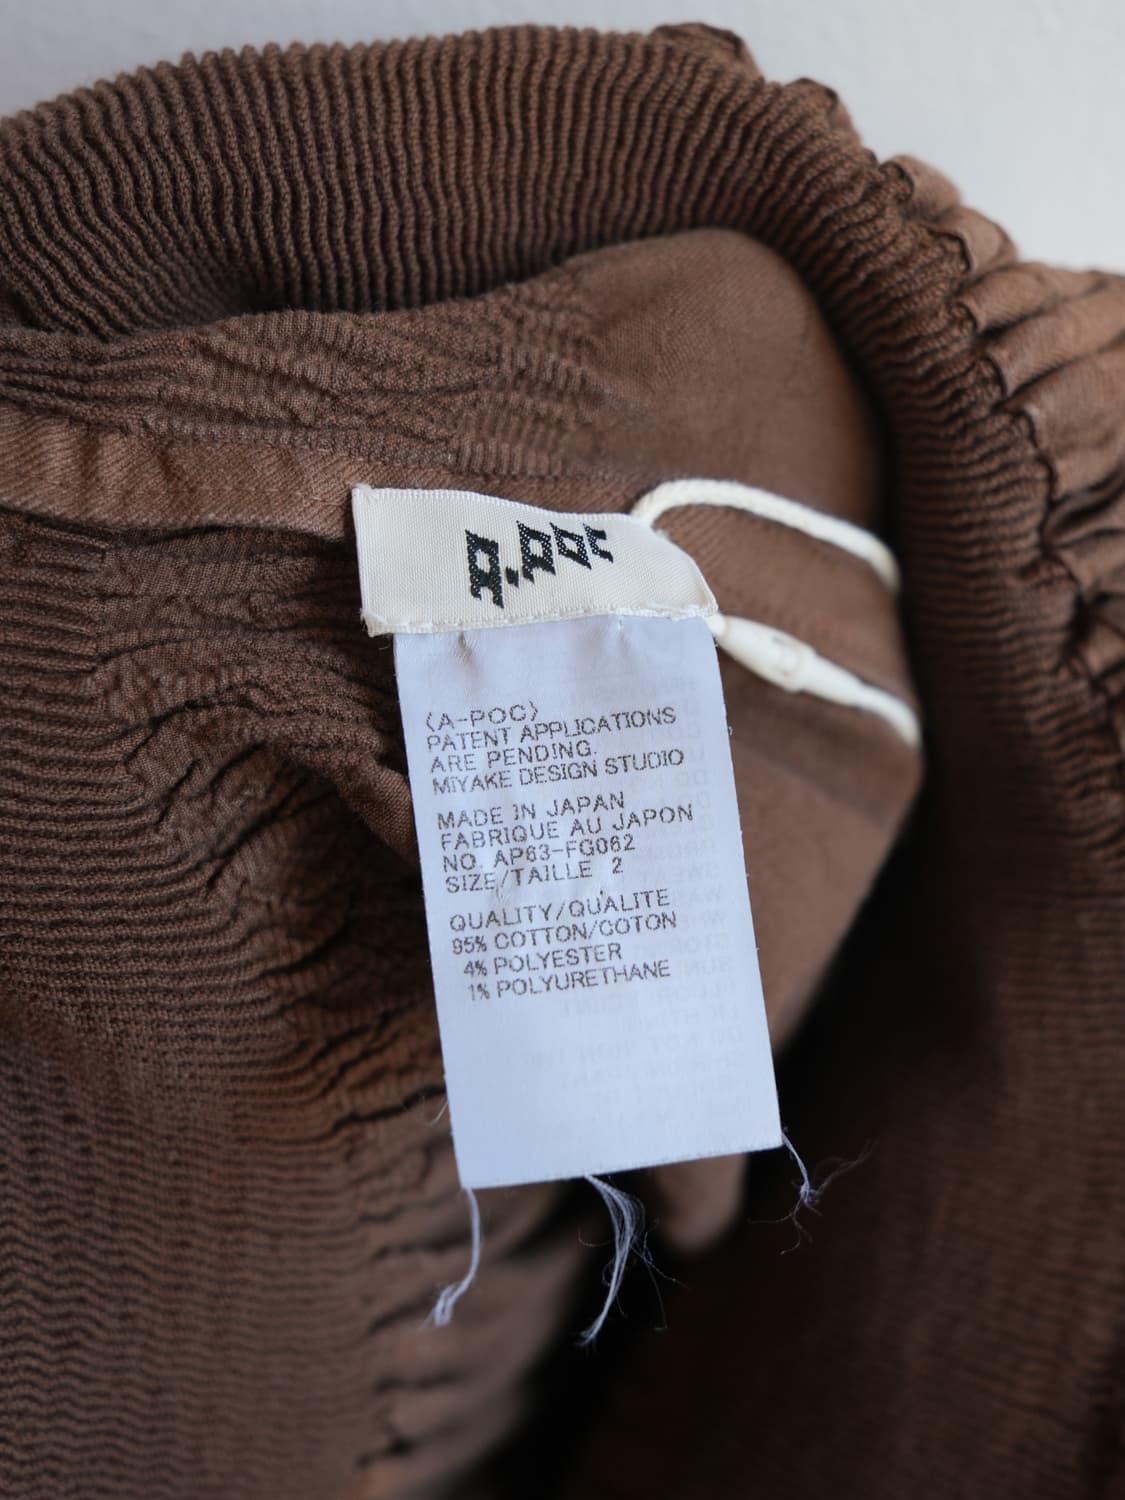 a.poc
(A-POC)
PATENT APPLICATIONS
ARE PENDING.
MIYAKE DESIGN STUDIO
MADE IN JAPAN
FABRIQUE AU JAPON
NO. AP63-FG062
SIZE/TAILLE 2
QUALITY/QUALITE
95% COTTON/COTON
4% POLYESTER
1% POLYURETHANE